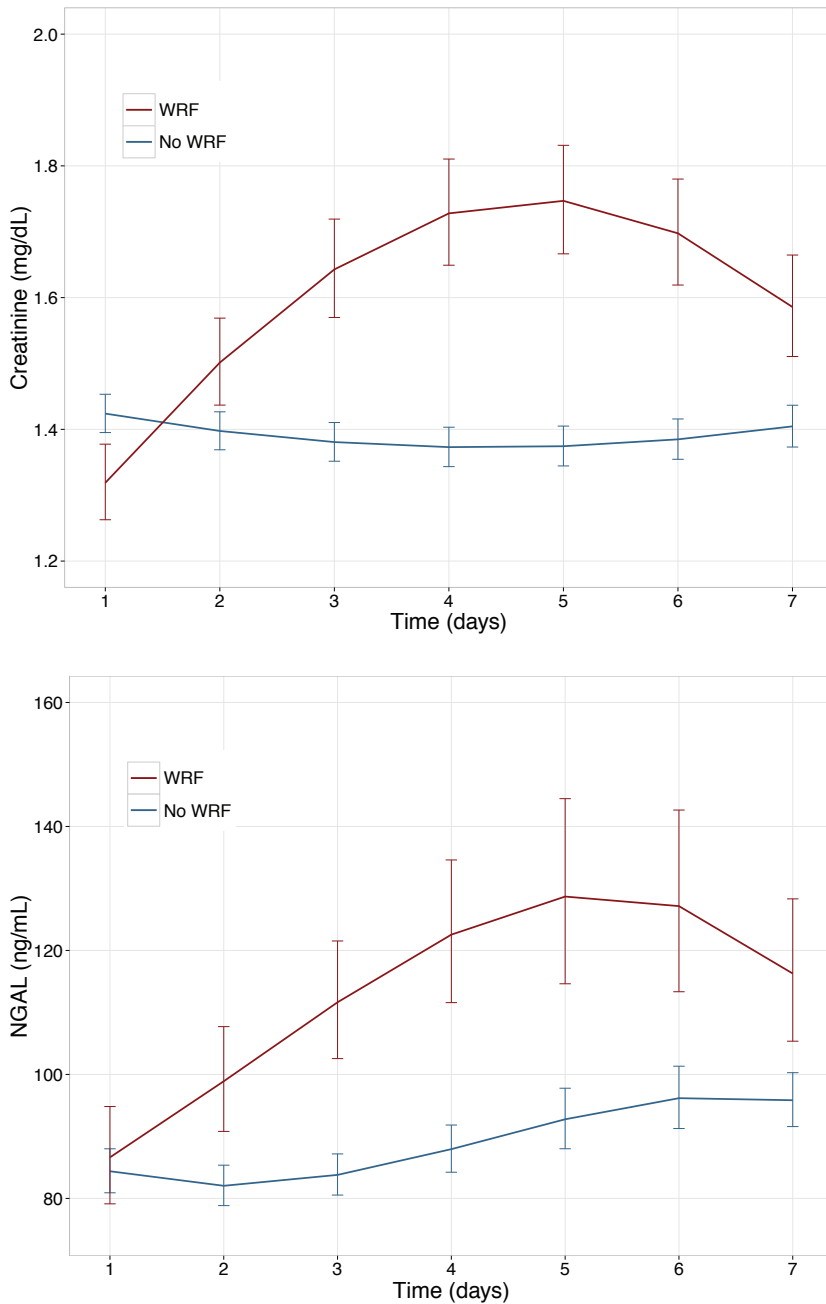 2.0
WRF
No WRF
1.8
1.6
1.4
1.2
Creatinine (mg/dL)
1 2 3 4 5 6 7
Time (days)
160
WRF
No WRF
140
120
100
80
NGAL (ng/mL)
1 2 3 4 5 6 7
Time (days)